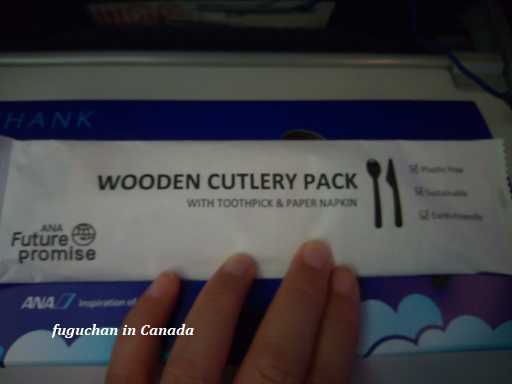 HANK
WOODEN CUTLERY PACK
WITH TOOTHPICK & PAPER NAPKIN
Plastic free
Sustainable
Earth-friendly
ANA
Future
promise
ANA Inspiration of
fuguchan in Canada